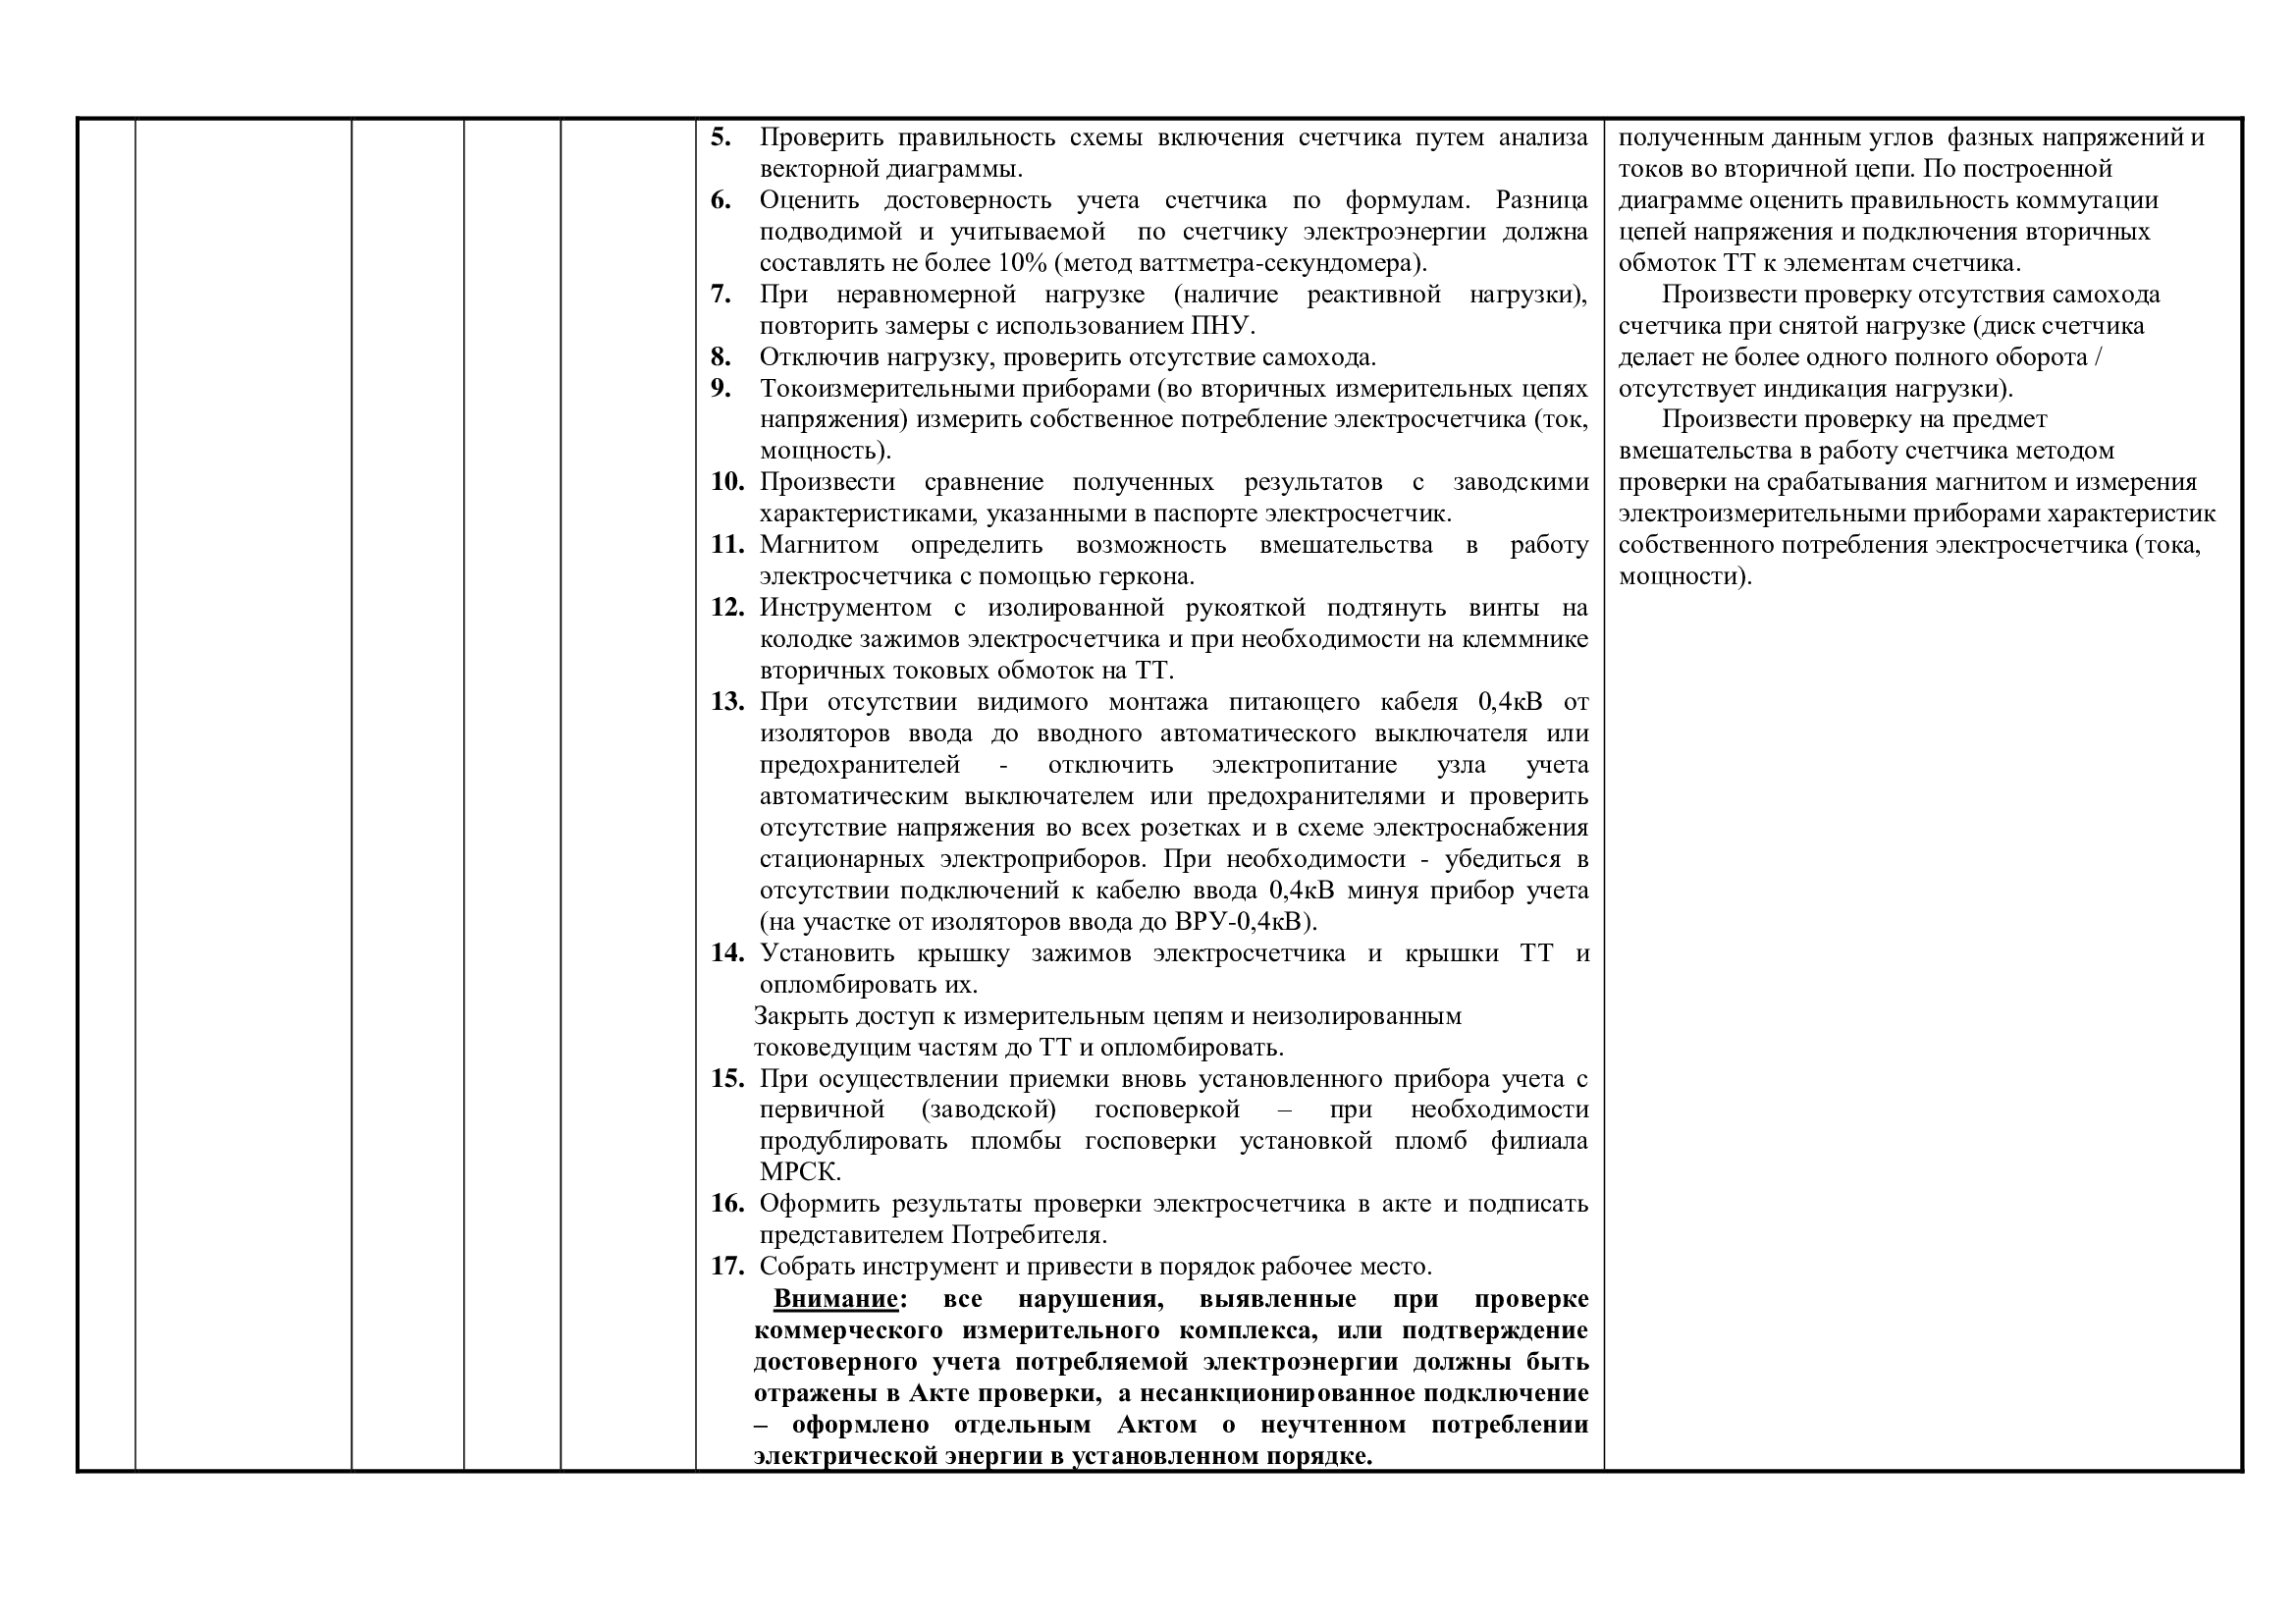 5. Проверить правильность схемы включения счетчика путем анализа
векторной диаграммы.
6. Оценить достоверность учета счетчика по формулам. Разница
подводимой и учитываемой по счетчику электроэнергии должна
составлять не более 10% (метод ваттметра-секундомера).
7. При неравномерной нагрузке (наличие реактивной нагрузки),
повторить замеры с использованием ПНУ.
8. Отключив нагрузку, проверить отсутствие самохода.
9. Токоизмерительными приборами (во вторичных измерительных цепях
напряжения) измерить собственное потребление электросчетчика (ток,
мощность).
10. Произвести сравнение полученных результатов с заводскими
характеристиками, указанными в паспорте электросчетчик.
11. Магнитом определить возможность вмешательства в работу
электросчетчика с помощью геркона.
12. Инструментом с изолированной рукояткой подтянуть винты на
колодке зажимов электросчетчика и при необходимости на клеммнике
вторичных токовых обмоток на ТТ.
13. При отсутствии видимого монтажа питающего кабеля 0,4кВ от
изоляторов ввода до вводного автоматического выключателя или
предохранителей - отключить электропитание узла учета
автоматическим выключателем или предохранителями и проверить
отсутствие напряжения во всех розетках и в схеме электроснабжения
стационарных электроприборов. При необходимости - убедиться в
отсутствии подключений к кабелю ввода 0,4кВ минуя прибор учета
(на участке от изоляторов ввода до ВРУ-0,4кВ).
14. Установить крышку зажимов электросчетчика и крышки ТТ и
опломбировать их.
Закрыть доступ к измерительным цепям и неизолированным
токоведущим частям до ТТ и опломбировать.
15. При осуществлении приемки вновь установленного прибора учета с
первичной (заводской) госповеркой – при необходимости
продублировать пломбы госповерки установкой пломб филиала
МРСК.
16. Оформить результаты проверки электросчетчика в акте и подписать
представителем Потребителя.
17. Собрать инструмент и привести в порядок рабочее место.
Внимание: все нарушения, выявленные при проверке
коммерческого измерительного комплекса, или подтверждение
достоверного учета потребляемой электроэнергии должны быть
отражены в Акте проверки, а несанкционированное подключение
– оформлено отдельным Актом о неучтенном потреблении
электрической энергии в установленном порядке.
полученным данным углов фазных напряжений и
токов во вторичной цепи. По построенной
диаграмме оценить правильность коммутации
цепей напряжения и подключения вторичных
обмоток ТТ к элементам счетчика.
Произвести проверку отсутствия самохода
счетчика при снятой нагрузке (диск счетчика
делает не более одного полного оборота /
отсутствует индикация нагрузки).
Произвести проверку на предмет
вмешательства в работу счетчика методом
проверки на срабатывания магнитом и измерения
электроизмерительными приборами характеристик
собственного потребления электросчетчика (тока,
мощности).